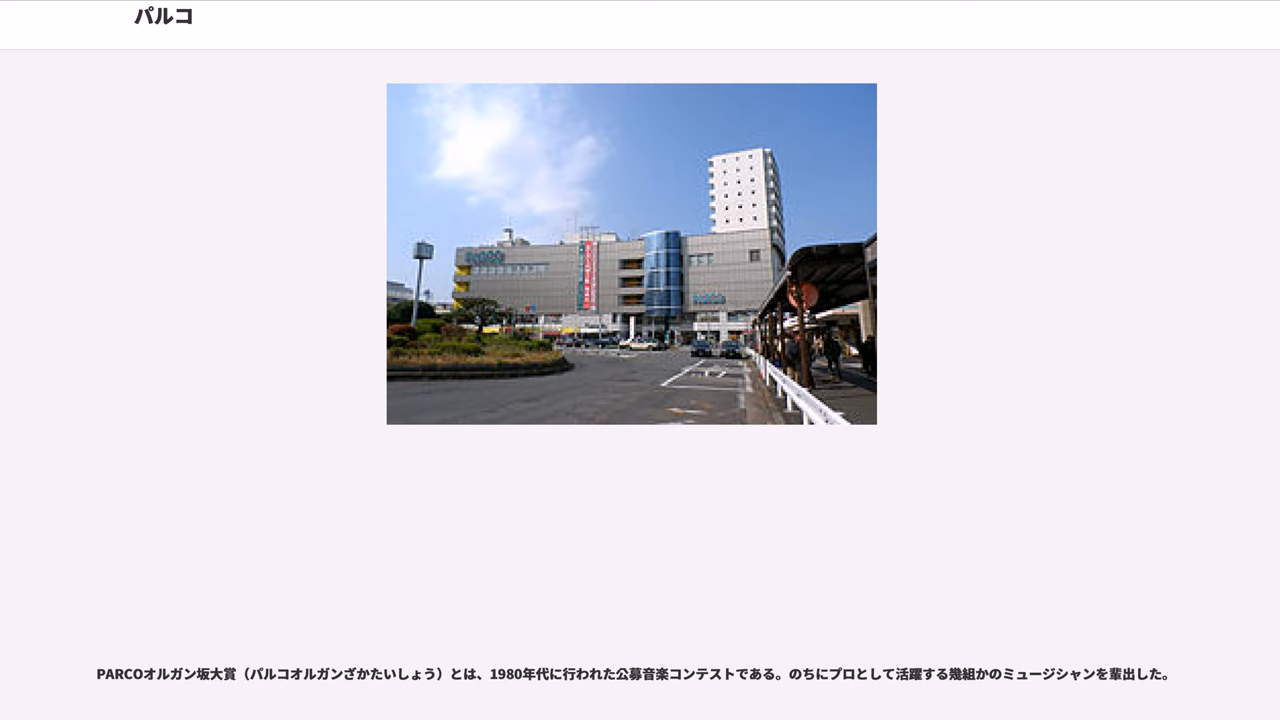 パルコ
PARCO
PARCOオルガン坂大賞（パルコオルガンざかたいしょう）とは、1980年代に行われた公募音楽コンテストである。のちにプロとして活躍する幾組かのミュージシャンを輩出した。